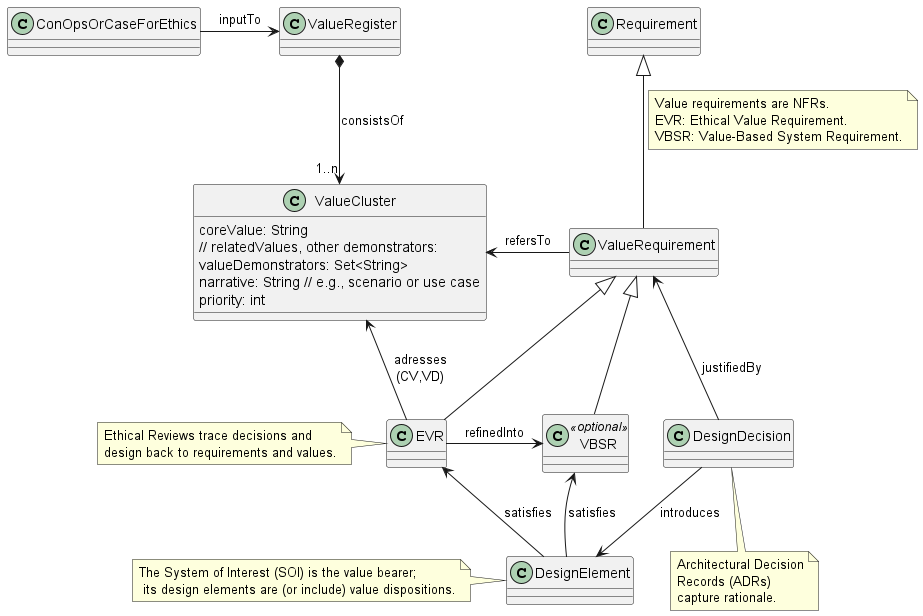 C ConOpsOrCaseForEthics
inputTo
C ValueRegister
C Requirement
Value requirements are NFRs.
EVR: Ethical Value Requirement.
VBSR: Value-Based System Requirement.
consistsOf
1..n
C ValueCluster
coreValue: String
// relatedValues, other demonstrators:
valueDemonstrators: Set<String>
narrative: String // e.g., scenario or use case
priority: int
refersTo
C ValueRequirement
adresses
(CV,VD)
justifiedBy
Ethical Reviews trace decisions and
design back to requirements and values.
C EVR
refinedInto
C «optional»
VBSR
C DesignDecision
satisfies
satisfies
introduces
The System of Interest (SOI) is the value bearer;
its design elements are (or include) value dispositions.
C DesignElement
Architectural Decision
Records (ADRs)
capture rationale.